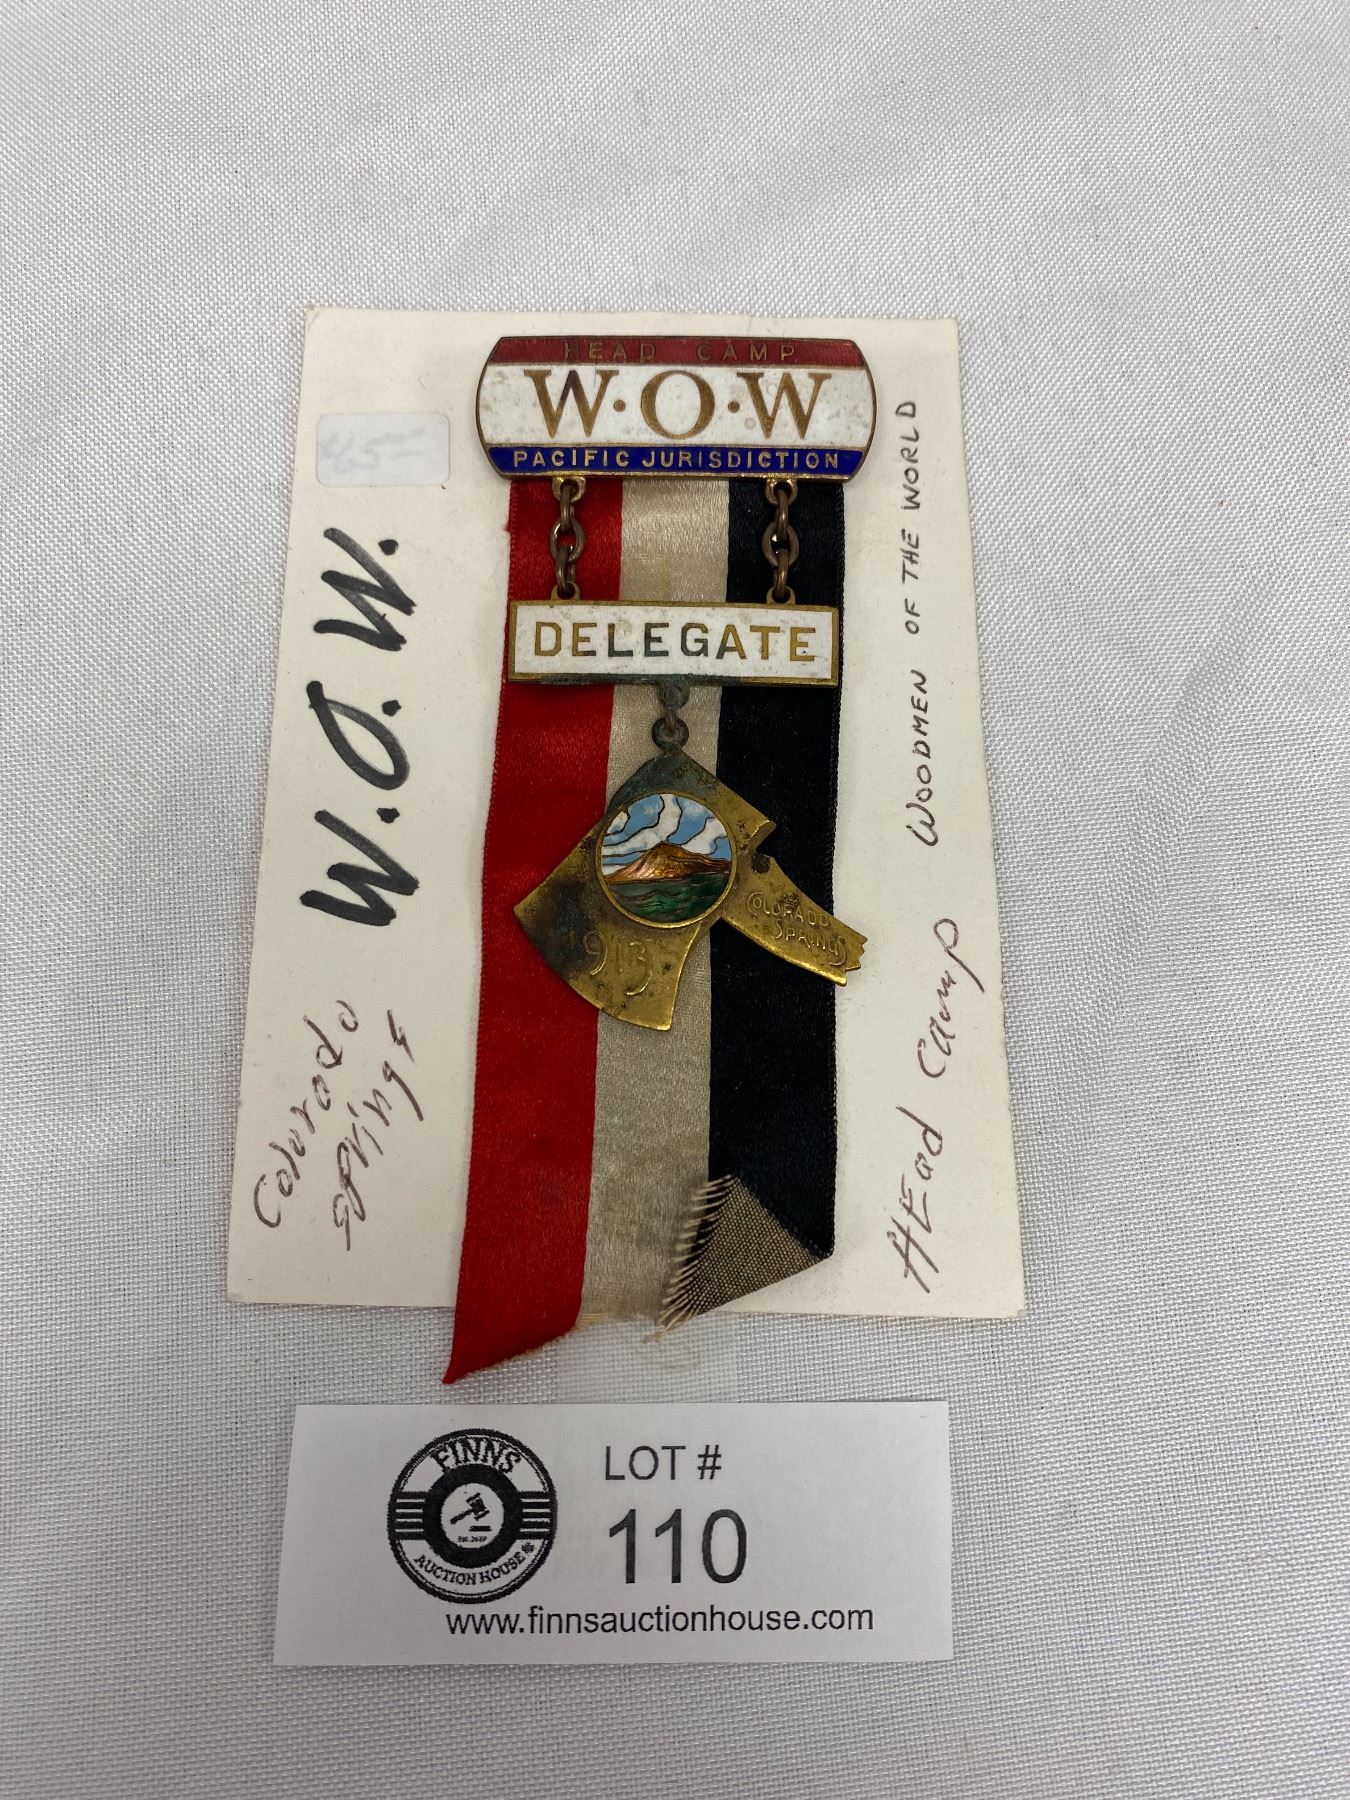 HEAD CAMP
W·O·W
PACIFIC JURISDICTION
DELEGATE
COLORADO
SPRINGS
1913
W.O.W.
Colorado
Springs
HEad Camp WOODMEN OF THE WORLD
FINNS
AUCTION HOUSE
LOT #
110
www.finnsauctionhouse.com